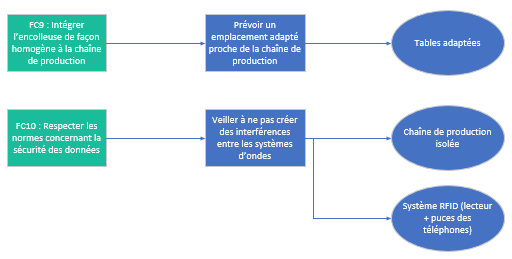 FC9 : Intégrer
l'encolleuse de façon
homogène à la chaîne
de production
Prévoir un
emplacement adapté
proche de la chaîne de
production
Tables adaptées
FC10 : Respecter les
normes concernant la
sécurité des données
Veiller à ne pas créer
des interférences
entre les systèmes
d'ondes
Chaîne de production
isolée
Système RFID (lecteur
+ puces des
téléphones)